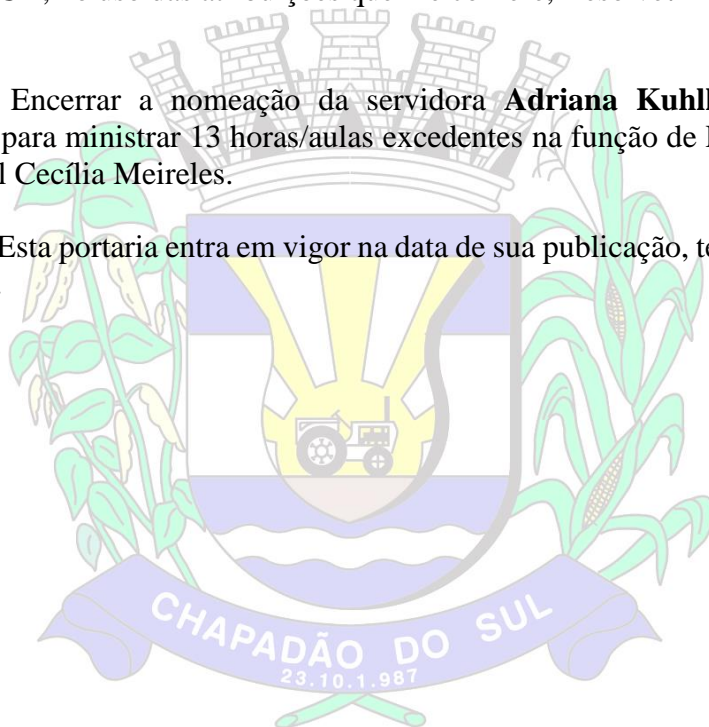 Encerrar a nomeação da servidora Adriana
para ministrar 13 horas/aulas excedentes na função de
Cecília Meireles.
Esta portaria entra em vigor na data de sua publicação,
CHAPADÃO DO SUL
23.10.1.987